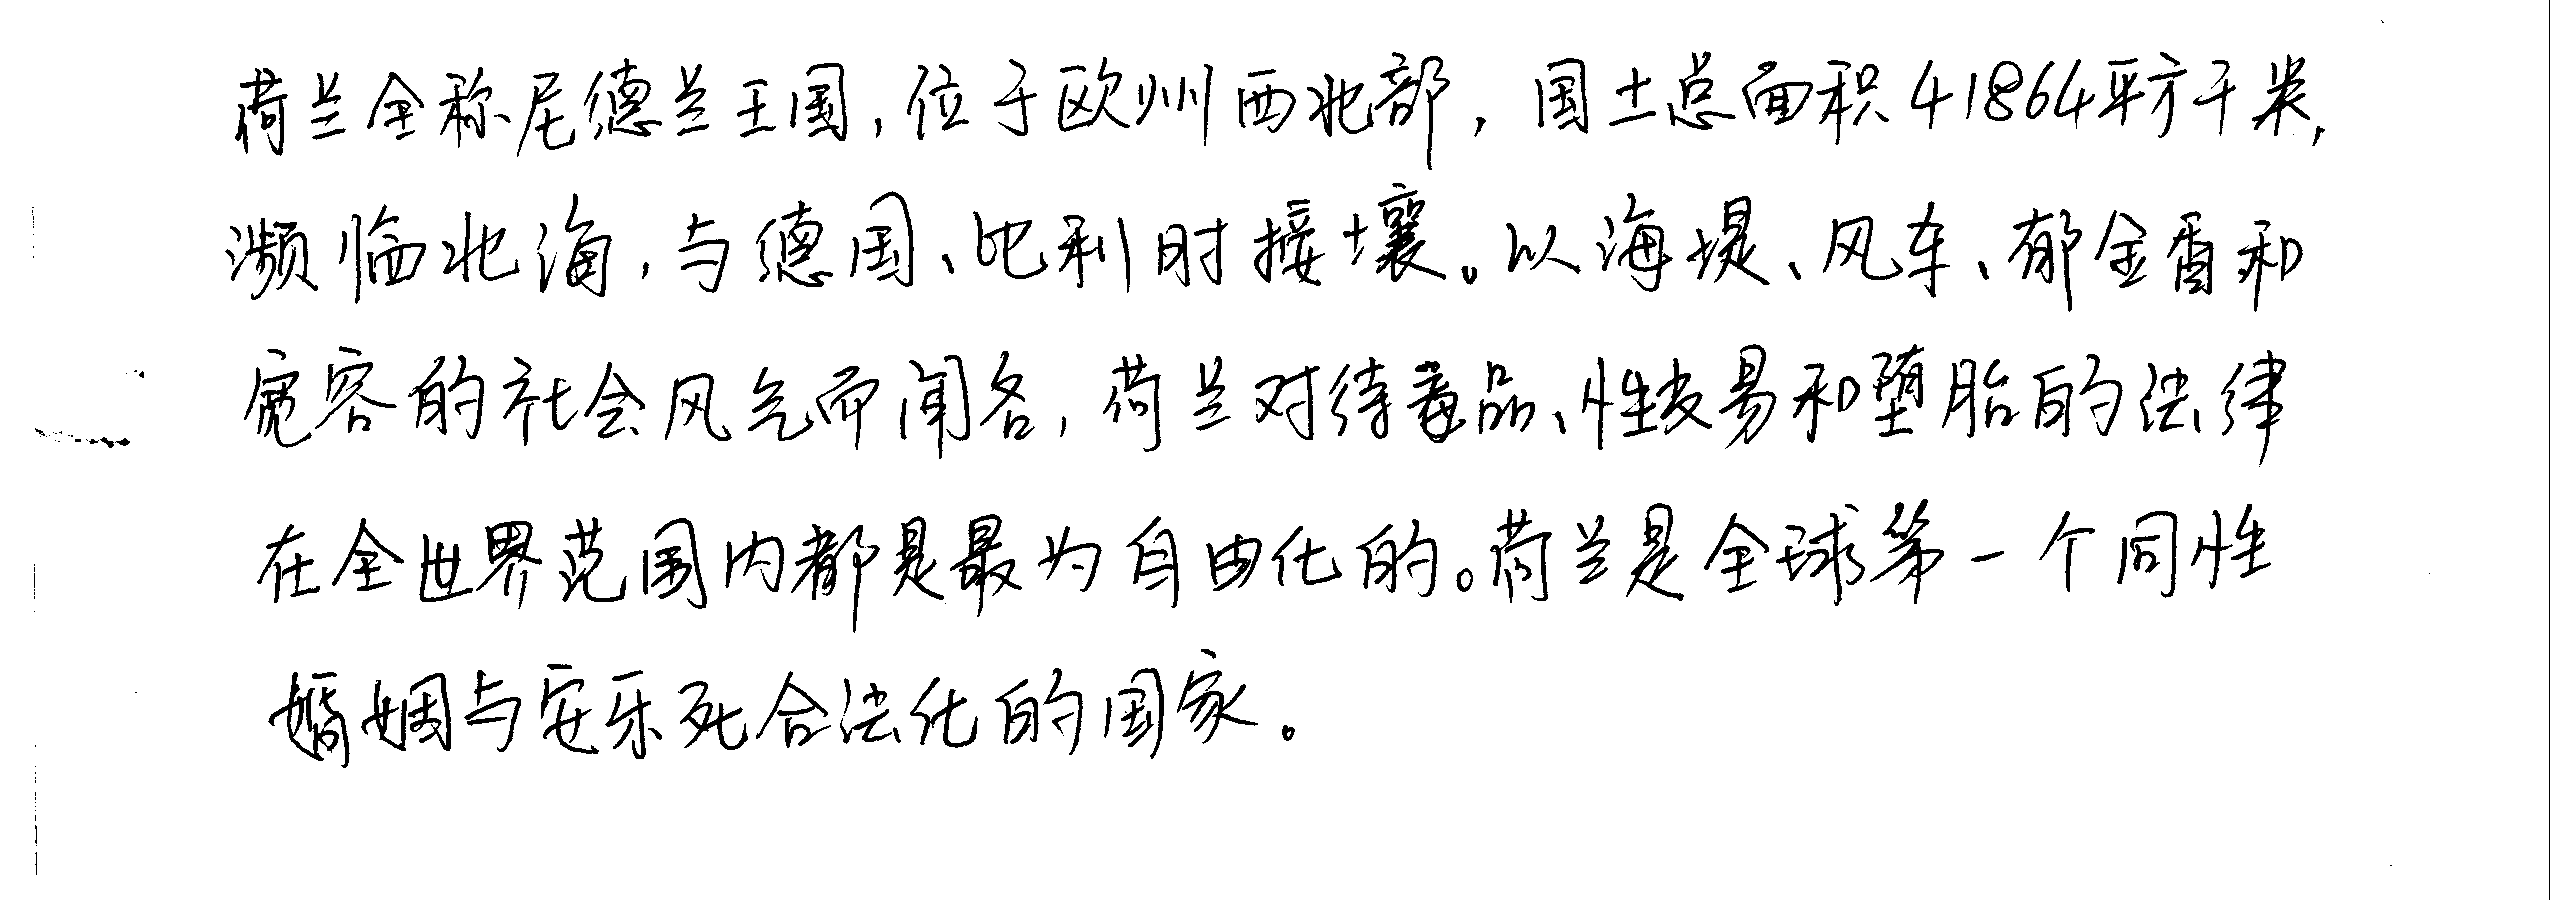 荷兰全称尼德兰王国,位于欧州西北部,国土总面积41864平方千米,
濒临北海,与德国、比利时接壤。以海堤、风车、郁金香和
宽容的社会风气而闻名,荷兰对待毒品、性交易和堕胎的法律
在全世界范围内都是最为自由化的。荷兰是全球第一个同性
婚姻与安乐死合法化的国家。